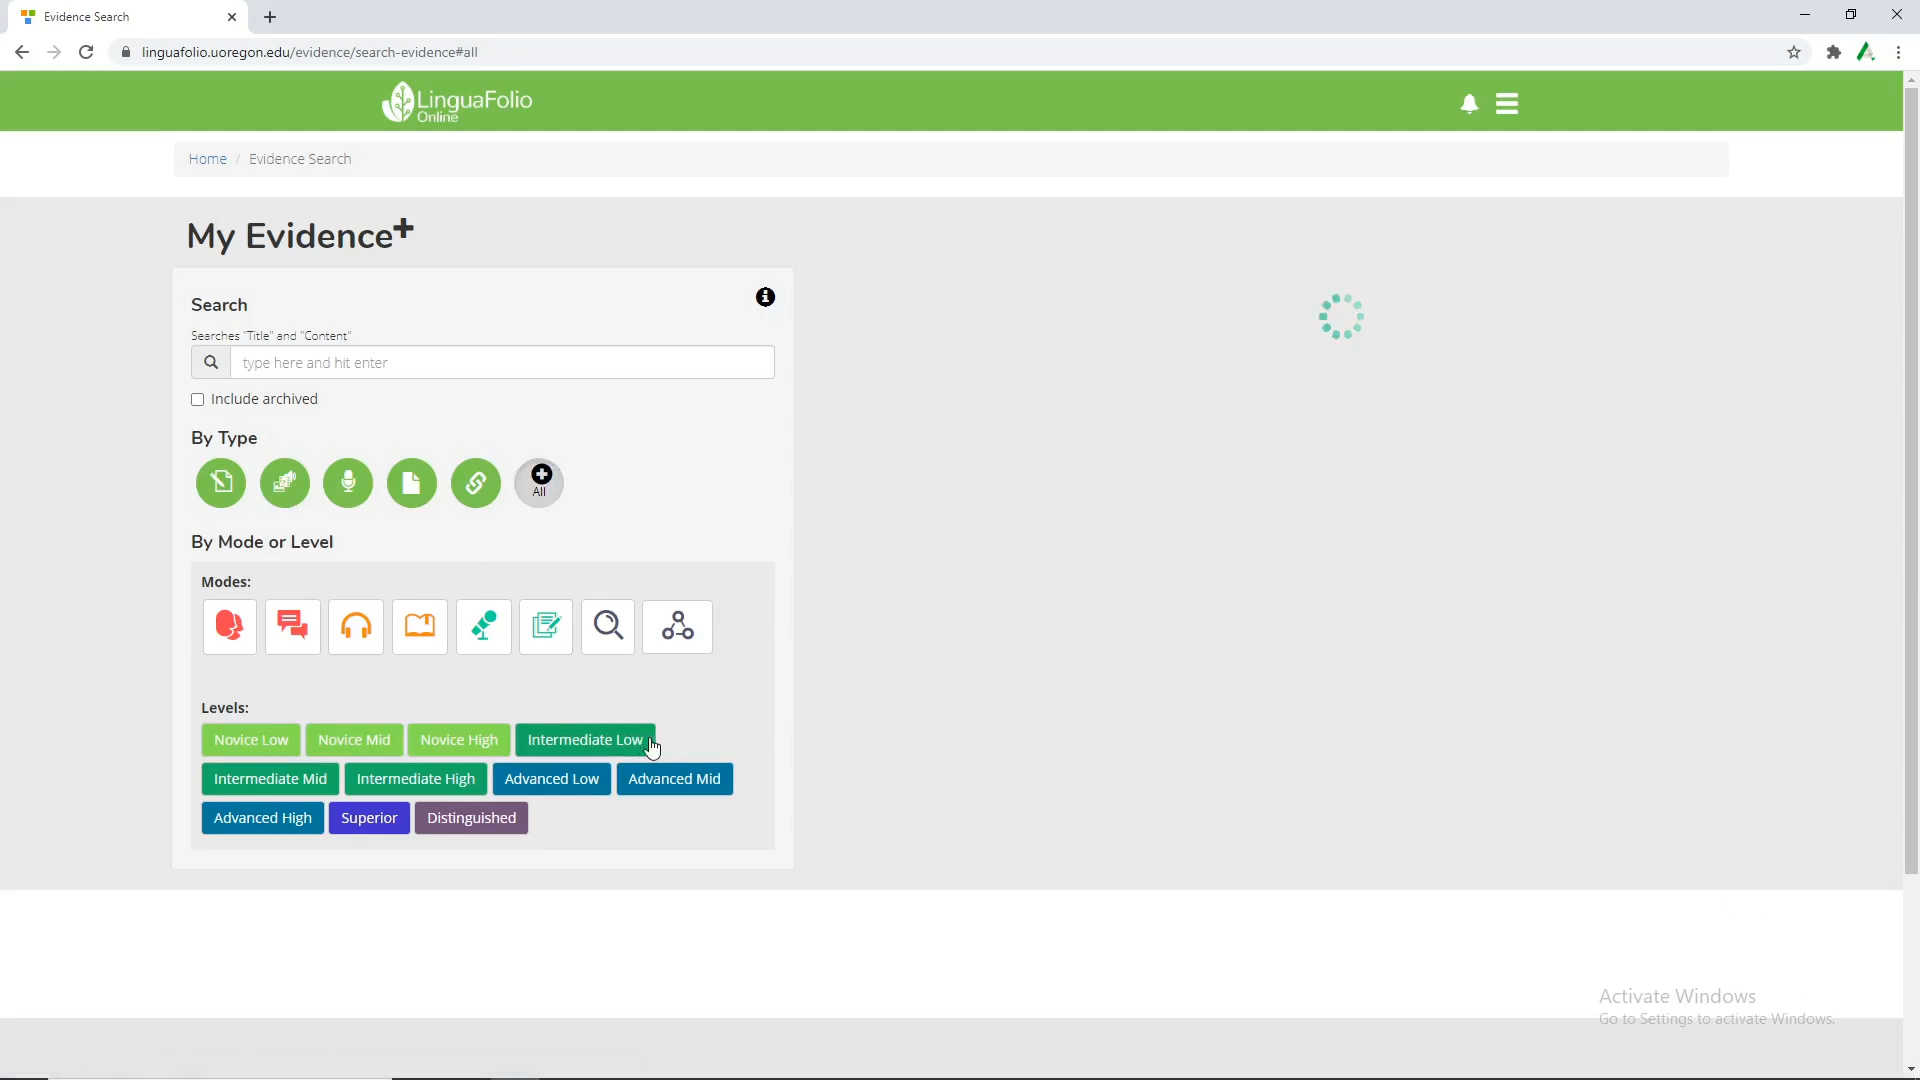 Evidence Search
linguafolio.uoregon.edu/evidence/search-evidence#all
LinguaFolio
Online
Home / Evidence Search
My Evidence+
Search
Searches "Title" and "Content"
type here and hit enter
Include archived
By Type
All
By Mode or Level
Modes:
Levels:
Novice Low Novice Mid Novice High Intermediate Low
Intermediate Mid Intermediate High Advanced Low Advanced Mid
Advanced High Superior Distinguished
Activate Windows
Go to Settings to activate Windows.